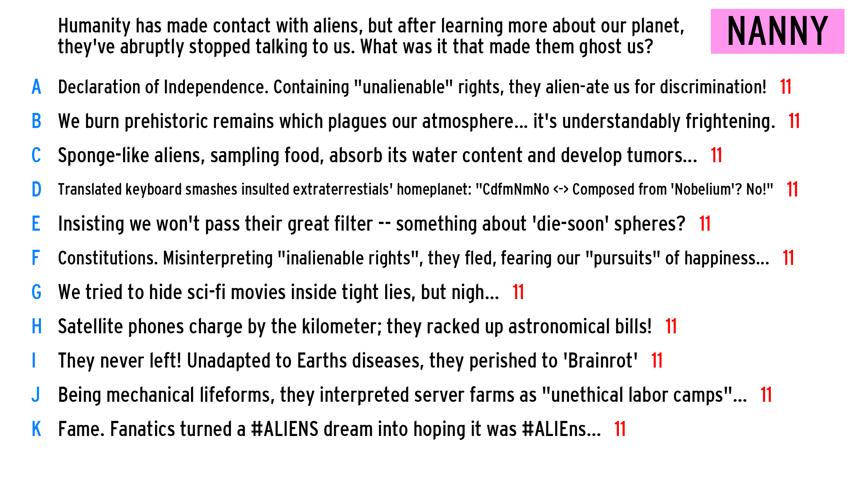 Humanity has made contact with aliens, but after learning more about our planet,
they've abruptly stopped talking to us. What was it that made them ghost us?
NANNY
A Declaration of Independence. Containing "unalienable" rights, they alien-ate us for discrimination! 11
B We burn prehistoric remains which plagues our atmosphere... it's understandably frightening. 11
C Sponge-like aliens, sampling food, absorb its water content and develop tumors... 11
D Translated keyboard smashes insulted extraterrestials' homeplanet: "CdfmNmNo <-> Composed from 'Nobelium'? No!" 11
E Insisting we won't pass their great filter -- something about 'die-soon' spheres? 11
F Constitutions. Misinterpreting "inalienable rights", they fled, fearing our "pursuits" of happiness... 11
G We tried to hide sci-fi movies inside tight lies, but nigh... 11
H Satellite phones charge by the kilometer; they racked up astronomical bills! 11
I They never left! Unadapted to Earths diseases, they perished to 'Brainrot' 11
J Being mechanical lifeforms, they interpreted server farms as "unethical labor camps"... 11
K Fame. Fanatics turned a #ALIENS dream into hoping it was #ALIEns... 11